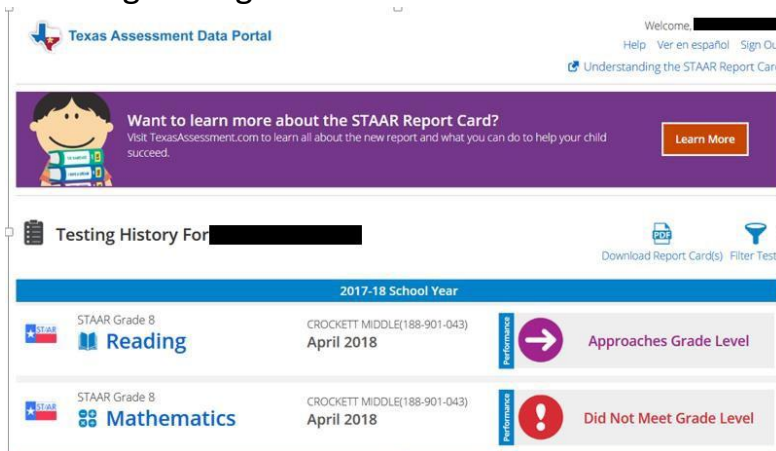 Texas Assessment Data Portal
Welcome,
Help Ver en español Sign Ou
Understanding the STAAR Report Car
Want to learn more about the STAAR Report Card?
Visit TexasAssessment.com to learn all about the new report and what you can do to help your child
succeed.
Learn More
Testing History For
PDF
Download Report Card(s) Filter Test
2017-18 School Year
STAAR
STAAR Grade 8
Reading
CROCKETT MIDDLE(188-901-043)
April 2018
Performance
Approaches Grade Level
STAAR
STAAR Grade 8
Mathematics
CROCKETT MIDDLE(188-901-043)
April 2018
Performance
Did Not Meet Grade Level